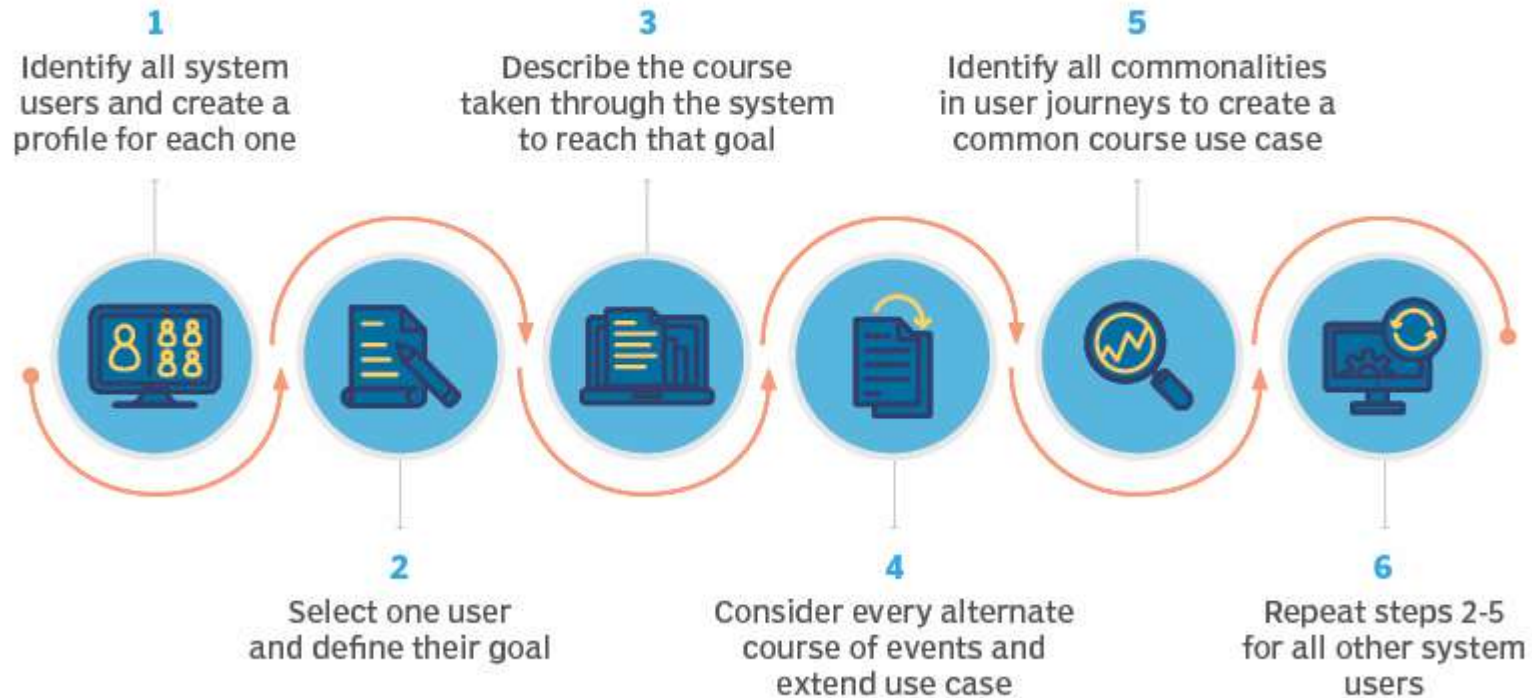 1
Identify all system
users and create a
profile for each one
2
Select one user
and define their goal
3
Describe the course
taken through the system
to reach that goal
4
Consider every alternate
course of events and
extend use case
5
Identify all commonalities
in user journeys to create a
common course use case
6
Repeat steps 2-5
for all other system
users